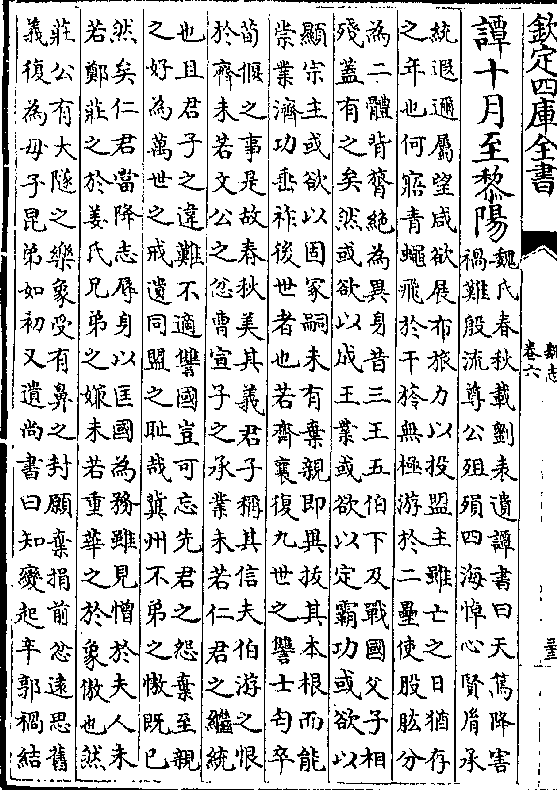 欽定四庫全書
魏志
卷六
譚十月至黎陽
魏氏春秋載劉表遺譚書曰天篤降害
禍難殷流尊公殂殞四海悼心賢胤承
統遐邇屬望咸欲展布旅力以投盟主雖亡之日猶存
之年也何寤青蠅飛於干旍無極游於二壘使股肱分
為二體背膂絶為異身昔三王五伯下及戰國父子相
殘蓋有之矣然或欲以成王業或欲以定霸功或欲以
顯宗主或欲以固冢嗣未有棄親即異抜其本根而能
崇業濟功垂祚後世者也若齊襄復九世之讐士匄卒
荀偃之事是故春秋美其義君子稱其信夫伯游之恨
於齊未若文公之忿曹宣子之承業未若仁君之繼統
也且君子之違難不適讐國豈可忘先君之怨棄至親
之好為萬世之戒遺同盟之恥哉冀州不弟之慠既已
然矣仁君當降志辱身以匡國為務雖見憎於夫人未
若鄭莊之於姜氏兄弟之嫌未若重華之於象傲也然
莊公有大隧之樂象受有鼻之封願棄捐前忿遠思舊
義復為母子昆弟如初又遺尚書曰知變起辛郭禍結